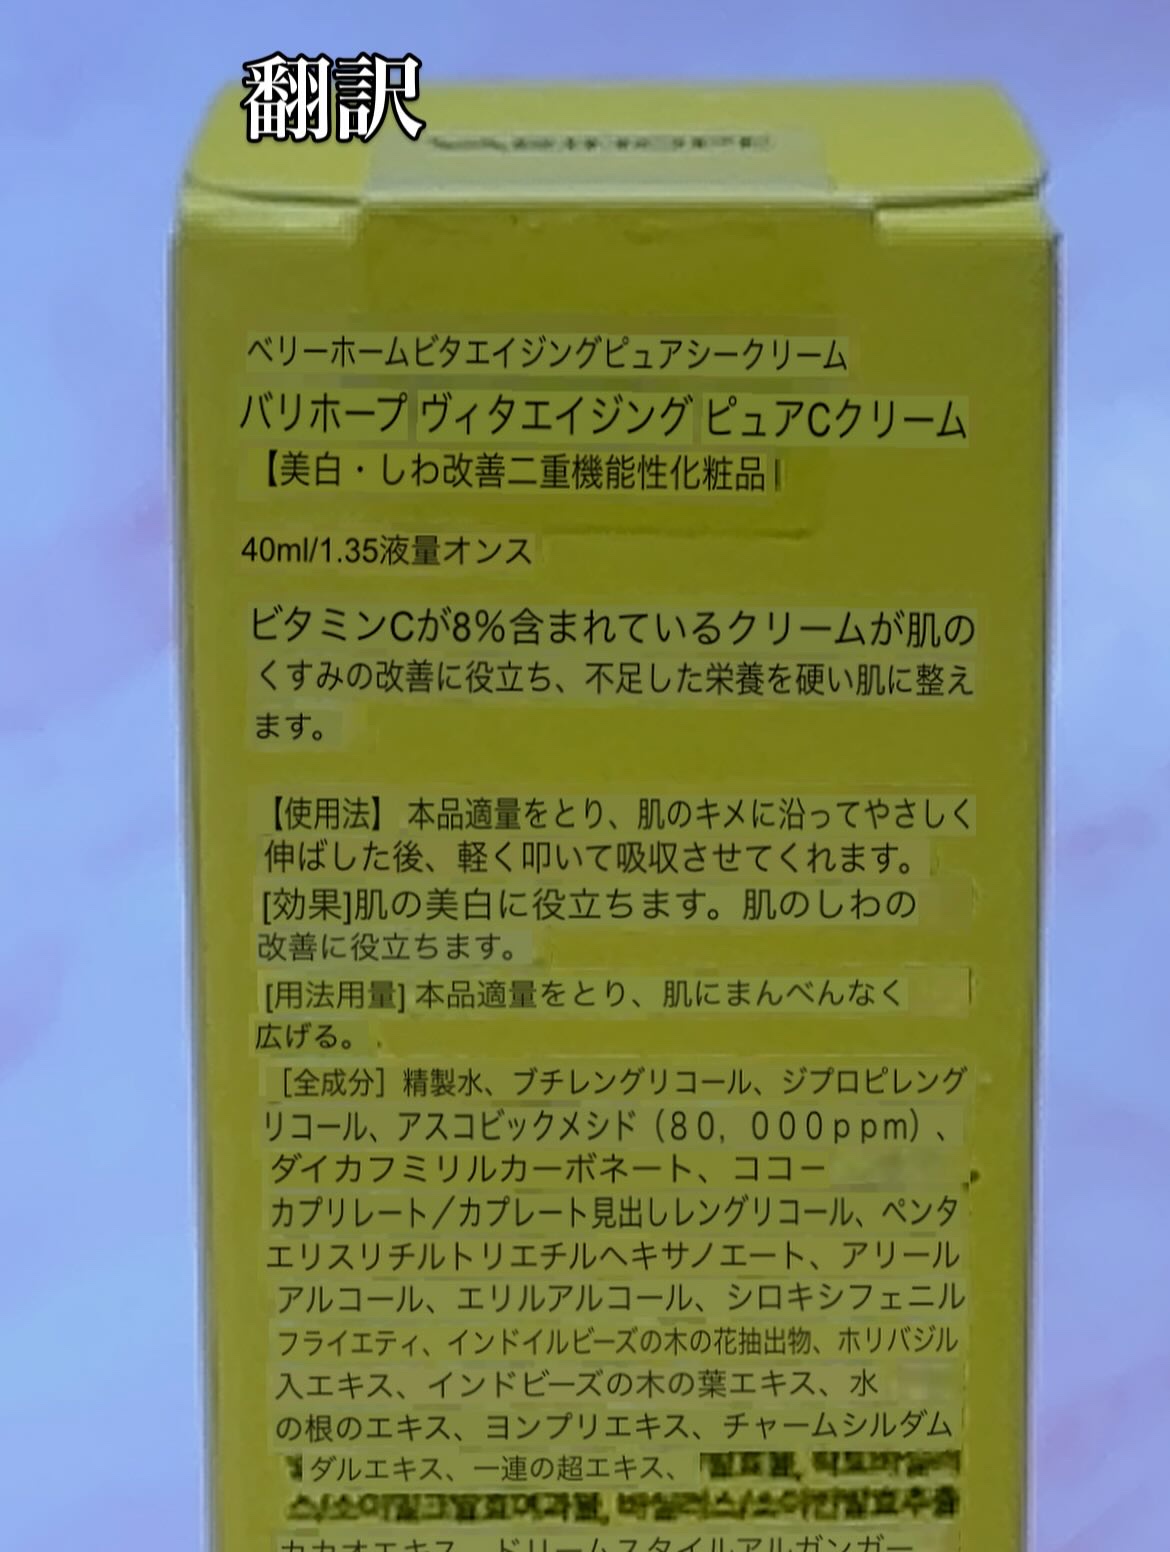 翻訳
ベリーホームビタエイジングピュアシークリーム
バリホープ ヴィタエイジング ピュアCクリーム
【美白・しわ改善二重機能性化粧品
40ml/1.35液量オンス
ビタミンCが8%含まれているクリームが肌の
くすみの改善に役立ち、不足した栄養を硬い肌に整え
ます。
【使用法】 本品適量をとり、肌のキメに沿ってやさしく
伸ばした後、軽く叩いて吸収させてくれます。
[効果]肌の美白に役立ちます。肌のしわの
改善に役立ちます。
[用法用量] 本品適量をとり、肌にまんべんなく
広げる。
［全成分］精製水、ブチレングリコール、ジプロピレング
リコール、アスコビックメシド（80, 000ppm）、
ダイカフミリルカーボネート、ココー
カプリレート／カプレート見出しレングリコール、ペンタ
エリスリチルトリエチルヘキサノエート、アリール
アルコール、エリルアルコール、シロキシフェニル
フライエティ、インドイルビーズの木の花抽出物、ホリバジル
入エキス、インドビーズの木の葉エキス、水
の根のエキス、ヨンプリエキス、チャームシルダム
ダルエキス、一連の超エキス、
カカオエキス、ドリームスタイルアルガンガー